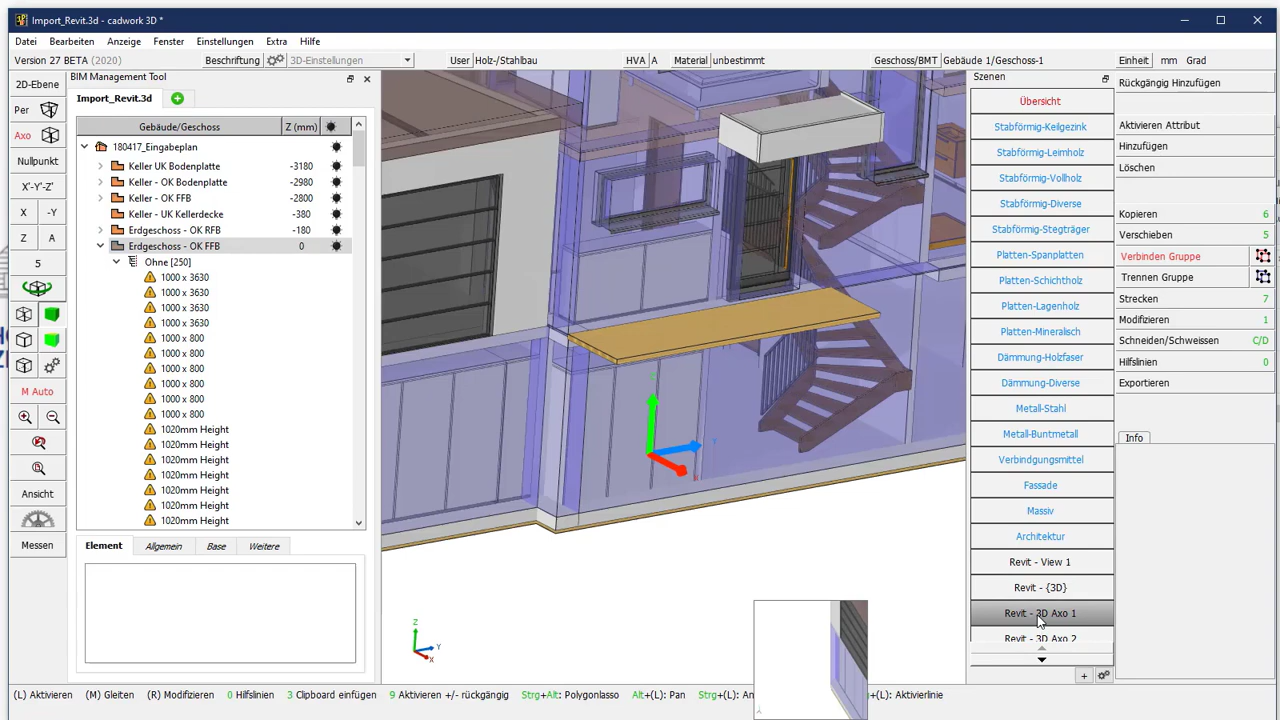 Import_Revit.3d - cadwork 3D *
Datei Bearbeiten Anzeige Fenster Einstellungen Extra Hilfe
Version 27 BETA (2020) Beschriftung 3D-Einstellungen User Holz-/Stahlbau HVA A Material unbestimmt Geschoss/BMT Gebäude 1/Geschoss-1 Einheit mm Grad
2D-Ebene
Per
Axo
Nullpunkt
X'-Y'-Z'
X -Y
Z A
5
M Auto
Ansicht
Messen
BIM Management Tool
Import_Revit.3d
Gebäude/Geschoss Z (mm)
180417_Eingabeplan
Keller UK Bodenplatte -3180
Keller - OK Bodenplatte -2980
Keller - OK FFB -2800
Keller - UK Kellerdecke -380
Erdgeschoss - OK RFB -180
Erdgeschoss - OK FFB 0
Ohne [250]
1000 x 3630
1000 x 3630
1000 x 3630
1000 x 3630
1000 x 800
1000 x 800
1000 x 800
1000 x 800
1000 x 800
1000 x 800
1020mm Height
1020mm Height
1020mm Height
1020mm Height
1020mm Height
1020mm Height
1020mm Height
Element Allgemein Base Weitere
Z
Y
X
Szenen
Übersicht
Stabförmig-Keilgezink
Stabförmig-Leimholz
Stabförmig-Vollholz
Stabförmig-Diverse
Stabförmig-Stegträger
Platten-Spanplatten
Platten-Schichtholz
Platten-Lagenholz
Platten-Mineralisch
Dämmung-Holzfaser
Dämmung-Diverse
Metall-Stahl
Metall-Buntmetall
Verbindgungsmittel
Fassade
Massiv
Architektur
Revit - View 1
Revit - {3D}
Revit - 3D Axo 1
Revit - 3D Axo 2
+
Rückgängig Hinzufügen
Aktivieren Attribut
Hinzufügen
Löschen
Kopieren 6
Verschieben 5
Verbinden Gruppe
Trennen Gruppe
Strecken 7
Modifizieren 1
Schneiden/Schweissen C/D
Hilfslinien 0
Exportieren
Info
(L) Aktivieren (M) Gleiten (R) Modifizieren 0 Hilfslinien 3 Clipboard einfügen 9 Aktivieren +/- rückgängig Strg+Alt: Polygonlasso Alt+(L): Pan Strg+(L): An +(L): Aktivierlinie